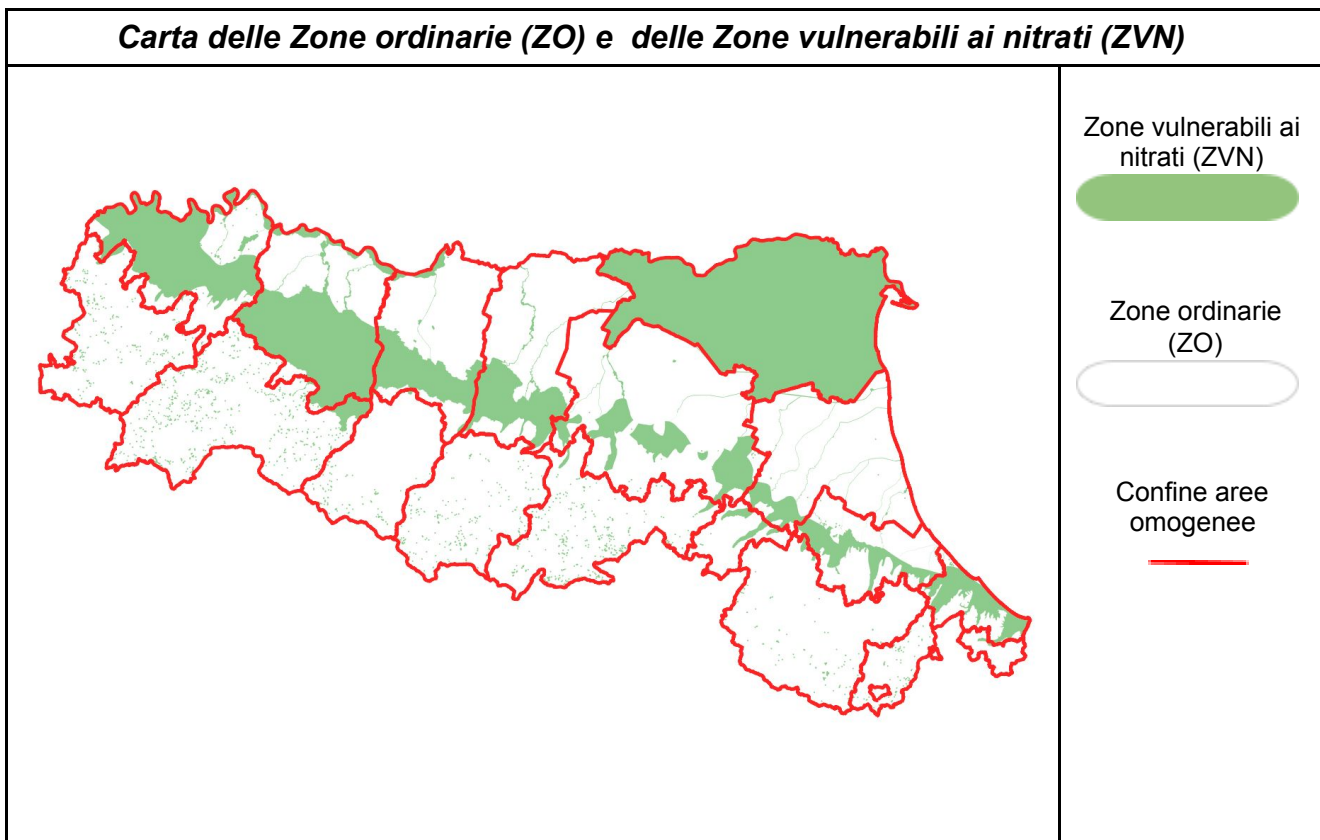 Carta delle Zone ordinarie (ZO) e  delle Zone vulnerabili ai nitrati (ZVN)
Zone vulnerabili ai
nitrati (ZVN)
Zone ordinarie
(ZO)
Confine aree
omogenee